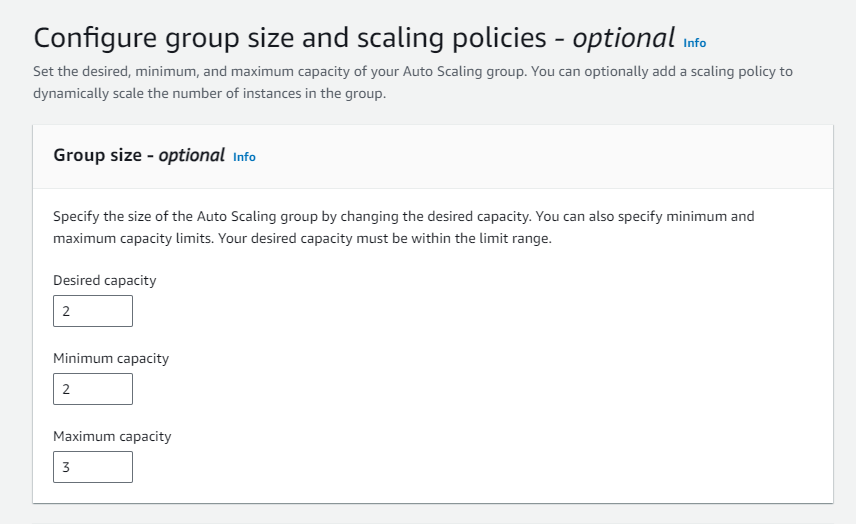 Configure group size and scaling policies - optional Info
Set the desired, minimum, and maximum capacity of your Auto Scaling group. You can optionally add a scaling policy to
dynamically scale the number of instances in the group.
Group size - optional Info
Specify the size of the Auto Scaling group by changing the desired capacity. You can also specify minimum and
maximum capacity limits. Your desired capacity must be within the limit range.
Desired capacity
2
Minimum capacity
2
Maximum capacity
3